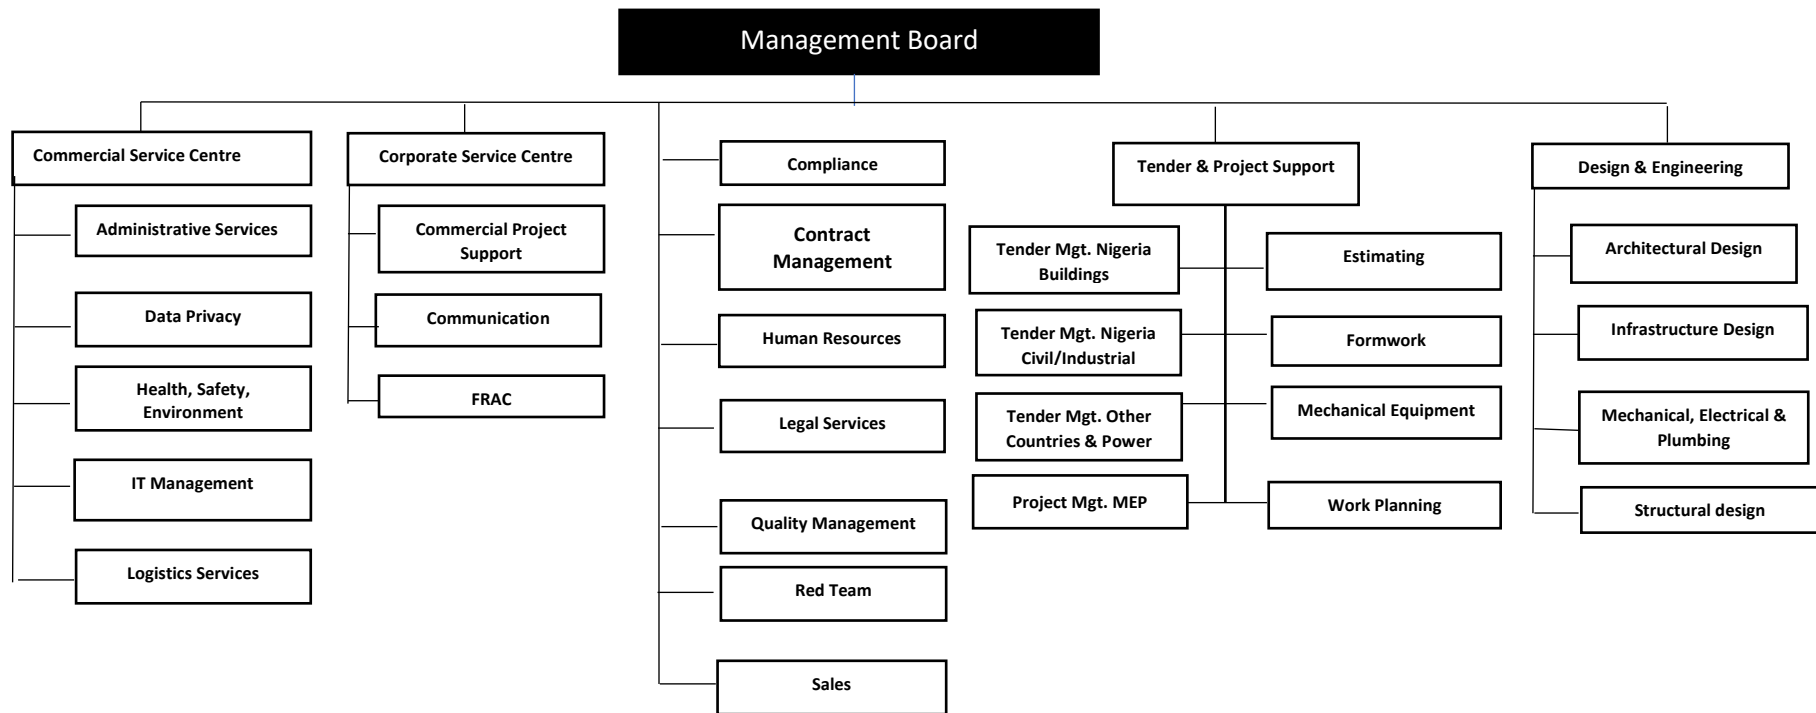 Management Board
Commercial Service Centre
Administrative Services
Data Privacy
Health, Safety,
Environment
IT Management
Logistics Services
Corporate Service Centre
Commercial Project
Support
Communication
FRAC
Compliance
Contract
Management
Human Resources
Legal Services
Quality Management
Red Team
Sales
Tender & Project Support
Tender Mgt. Nigeria
Buildings
Tender Mgt. Nigeria
Civil/Industrial
Tender Mgt. Other
Countries & Power
Project Mgt. MEP
Estimating
Formwork
Mechanical Equipment
Work Planning
Design & Engineering
Architectural Design
Infrastructure Design
Mechanical, Electrical &
Plumbing
Structural design